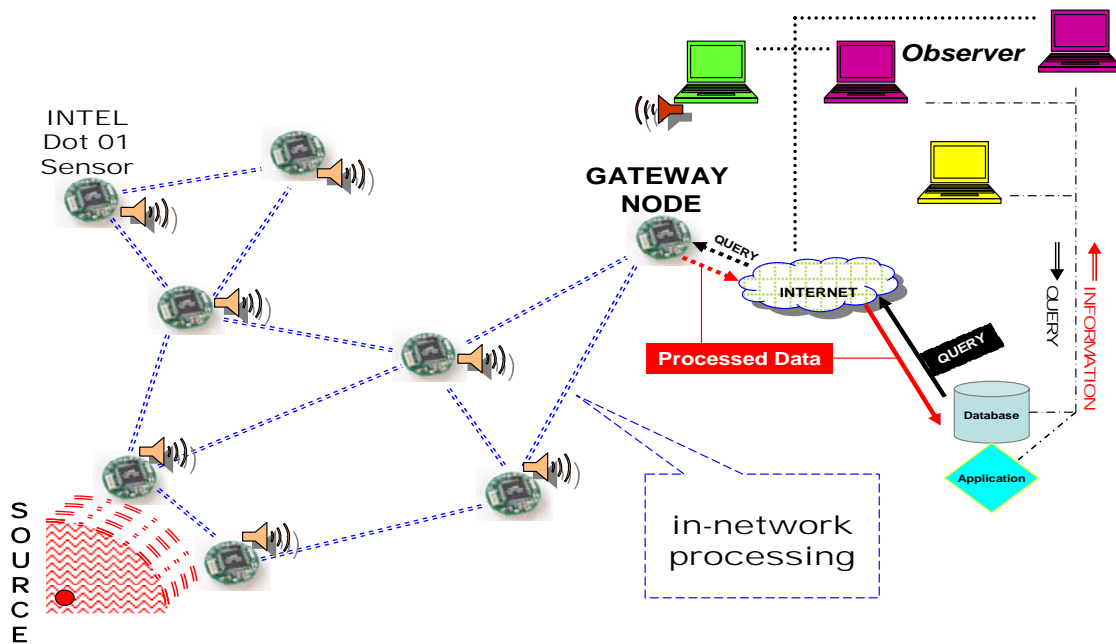 Observer
INTEL
Dot 01
Sensor
GATEWAY
NODE
QUERY
INTERNET
QUERY
INFORMATION
Processed Data
QUERY
Database
Application
in-network
processing
SOURCE